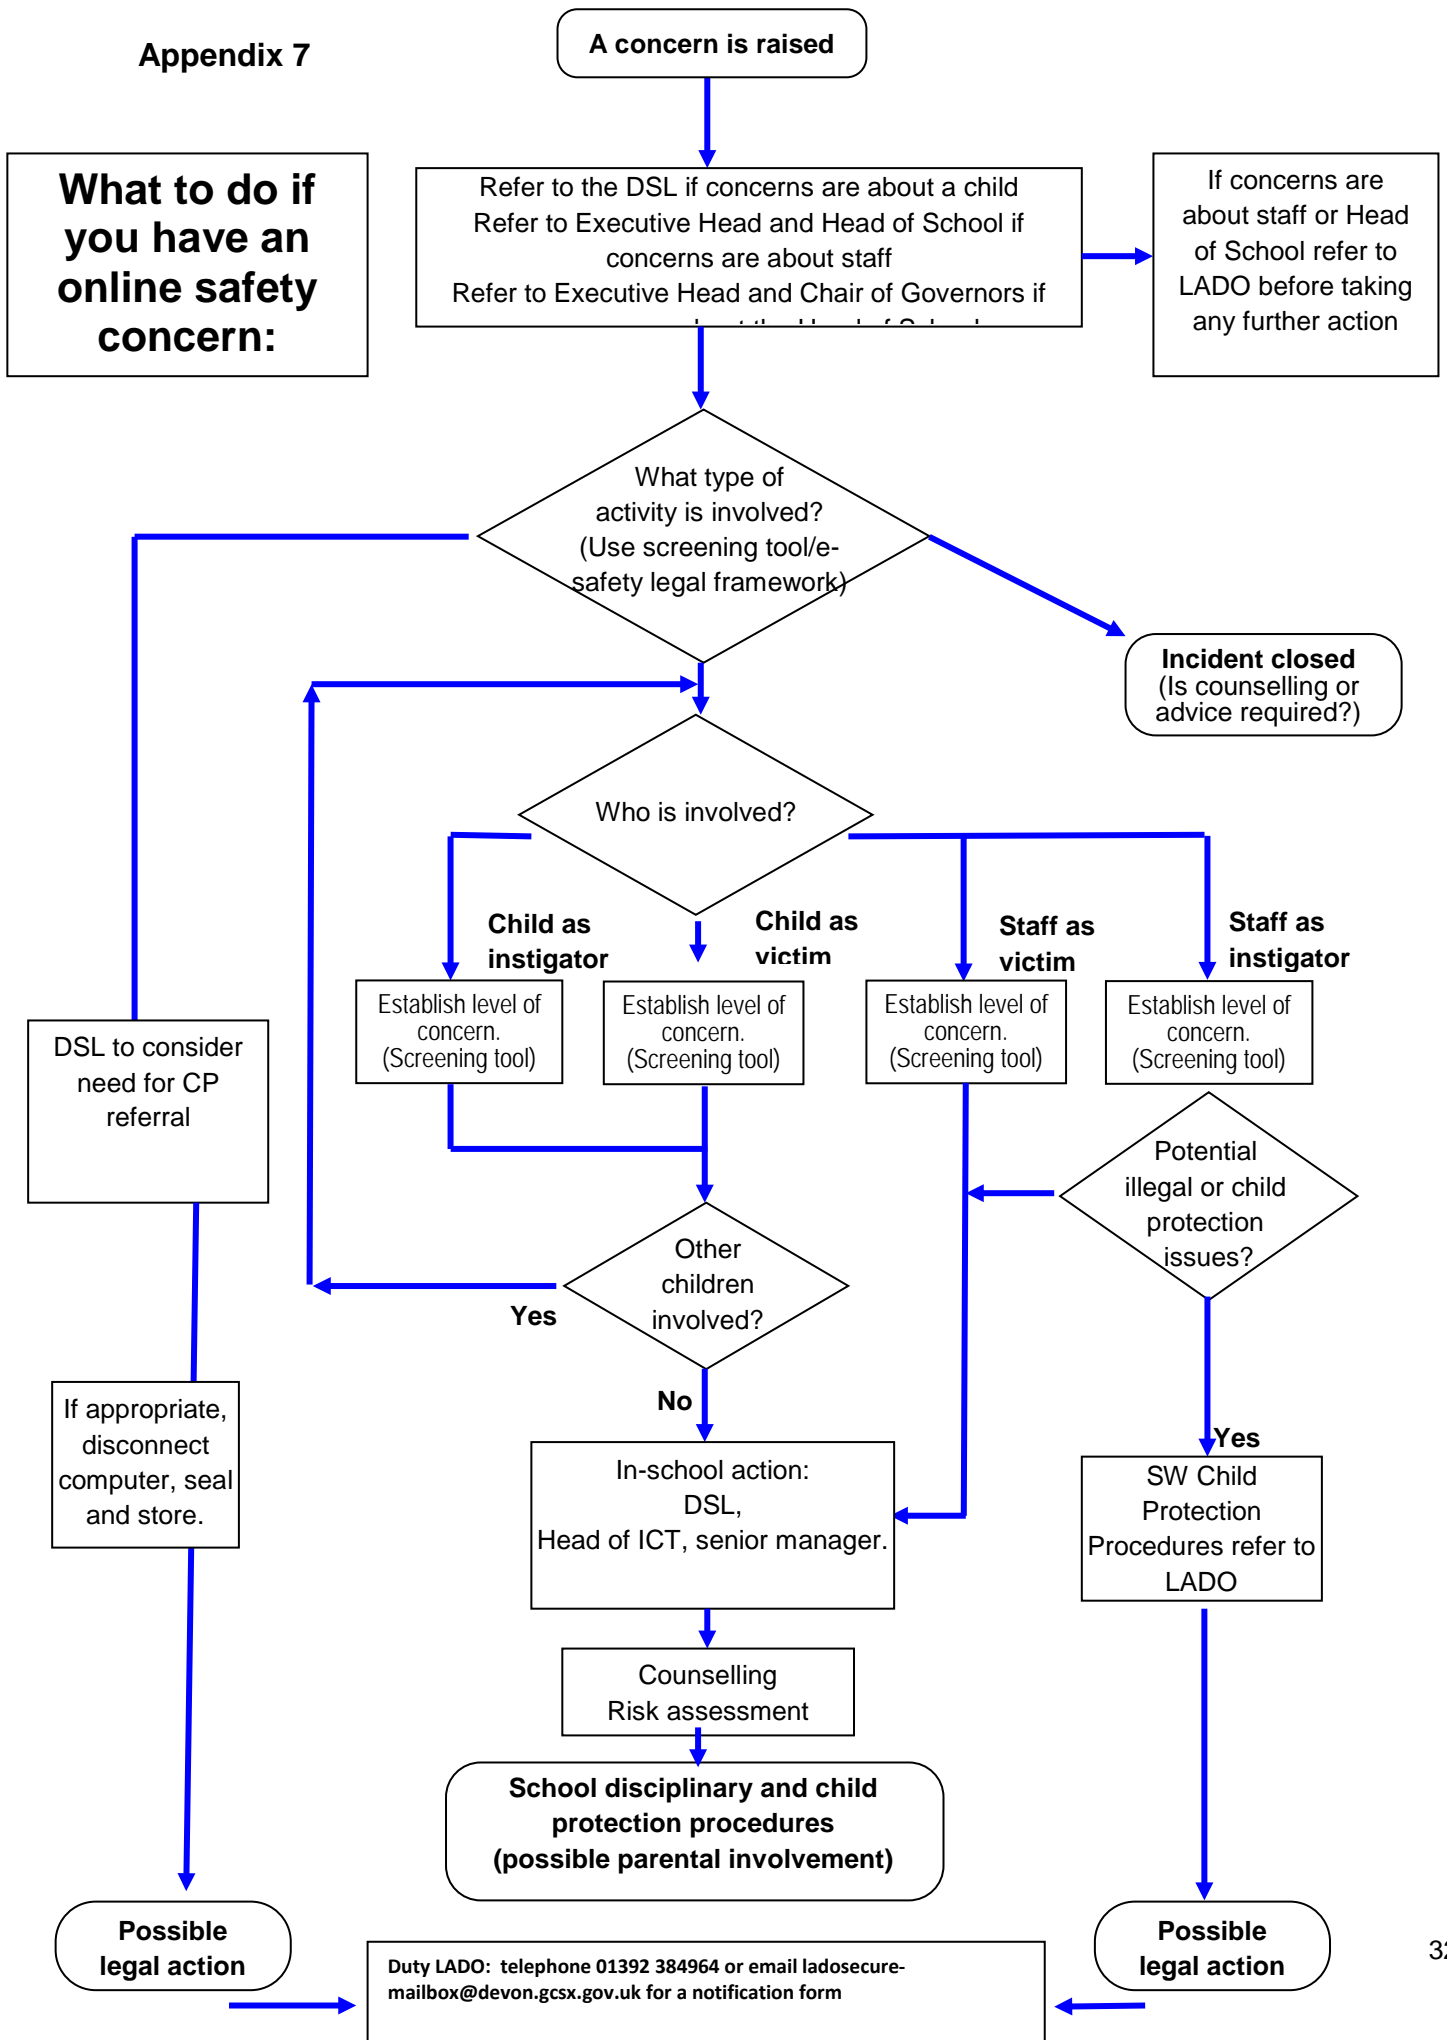 Appendix 7
A concern is raised
What to do if
you have an
online safety
concern:
Refer to the DSL if concerns are about a child
Refer to Executive Head and Head of School if
concerns are about staff
Refer to Executive Head and Chair of Governors if
If concerns are
about staff or Head
of School refer to
LADO before taking
any further action
What type of
activity is involved?
(Use screening tool/e-
safety legal framework)
Incident closed
(Is counselling or
advice required?)
Who is involved?
Child as
instigator
Child as
victim
Staff as
victim
Staff as
instigator
Establish level of
concern.
(Screening tool)
Establish level of
concern.
(Screening tool)
Establish level of
concern.
(Screening tool)
Establish level of
concern.
(Screening tool)
DSL to consider
need for CP
referral
Potential
illegal or child
protection
issues?
Other
children
involved?
Yes
No
If appropriate,
disconnect
computer, seal
and store.
In-school action:
DSL,
Head of ICT, senior manager.
Yes
SW Child
Protection
Procedures refer to
LADO
Counselling
Risk assessment
School disciplinary and child
protection procedures
(possible parental involvement)
Possible
legal action
Possible
legal action
Duty LADO: telephone 01392 384964 or email ladosecure-
mailbox@devon.gcsx.gov.uk for a notification form
32